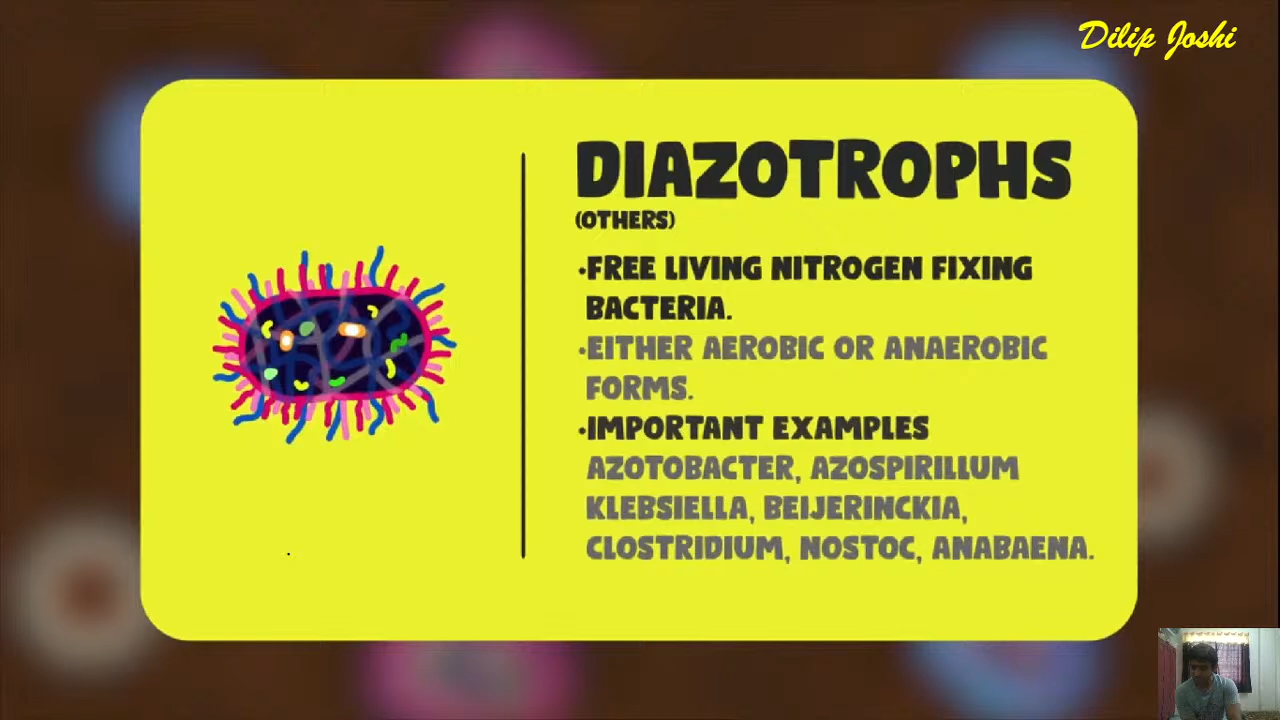 Dilip Joshi
DIAZOTROPHS
(OTHERS)
•FREE LIVING NITROGEN FIXING
BACTERIA.
•EITHER AEROBIC OR ANAEROBIC
FORMS.
•IMPORTANT EXAMPLES
AZOTOBACTER, AZOSPIRILLUM
KLEBSIELLA, BEIJERINCKIA,
CLOSTRIDIUM, NOSTOC, ANABAENA.